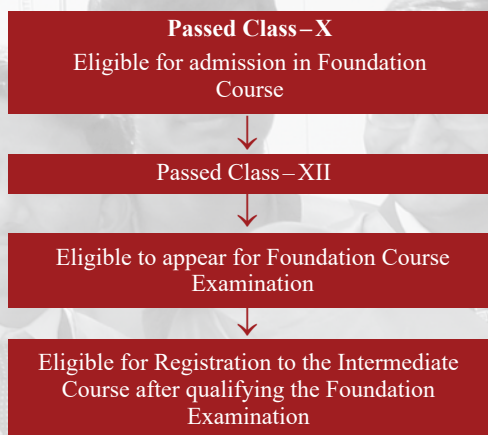 Passed Class–X
Eligible for admission in Foundation
Course
Passed Class–XII
Eligible to appear for Foundation Course
Examination
Eligible for Registration to the Intermediate
Course after qualifying the Foundation
Examination